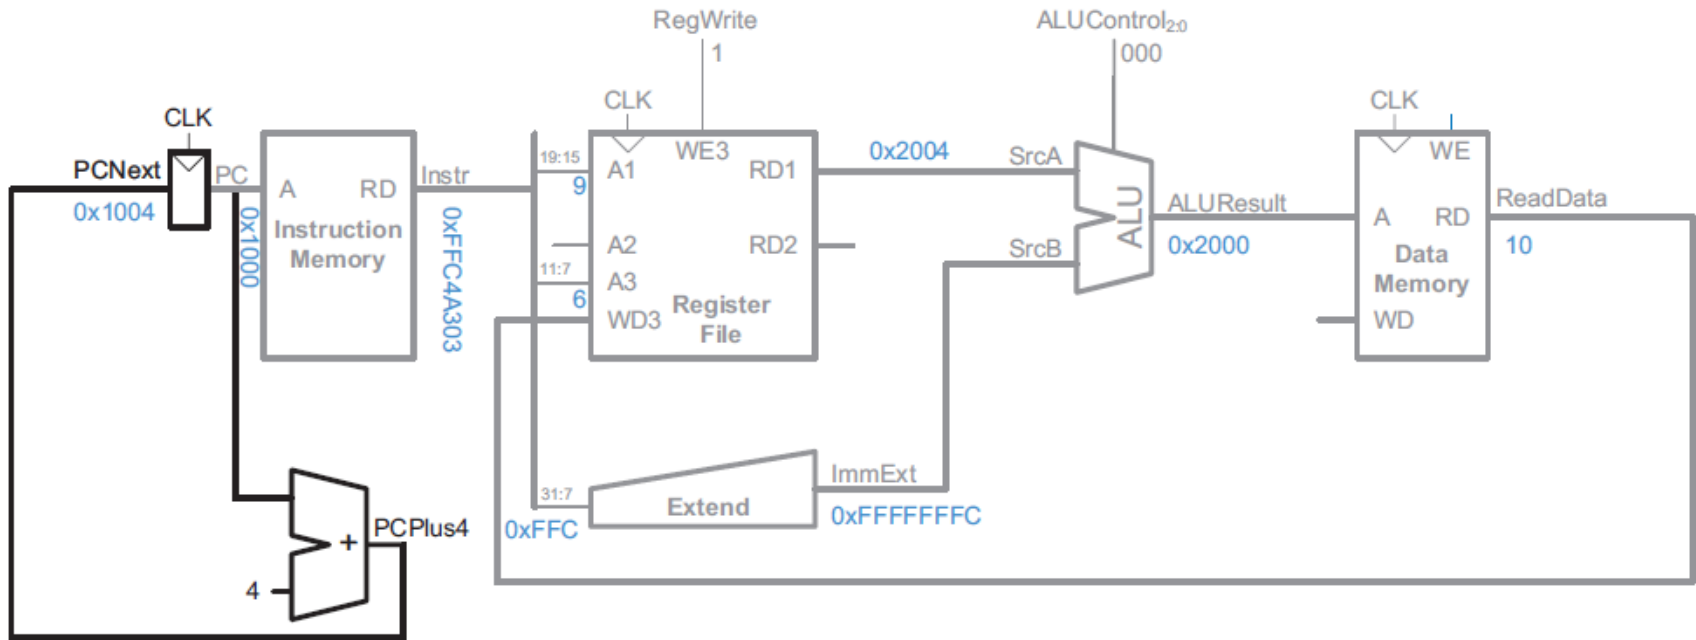 RegWrite
1
ALUControl2:0
000
CLK
PCNext
0x1004
PC
0x1000
A
RD
Instruction
Memory
Instr
0xFFC4A303
CLK
WE3
19:15
9
A1
RD1
A2
RD2
11:7
6
A3
WD3
Register
File
0x2004
SrcA
SrcB
ALU
ALUResult
0x2000
CLK
WE
A
RD
Data
Memory
WD
ReadData
10
31:7
0xFFC
Extend
ImmExt
0xFFFFFFFC
4
+
PCPlus4